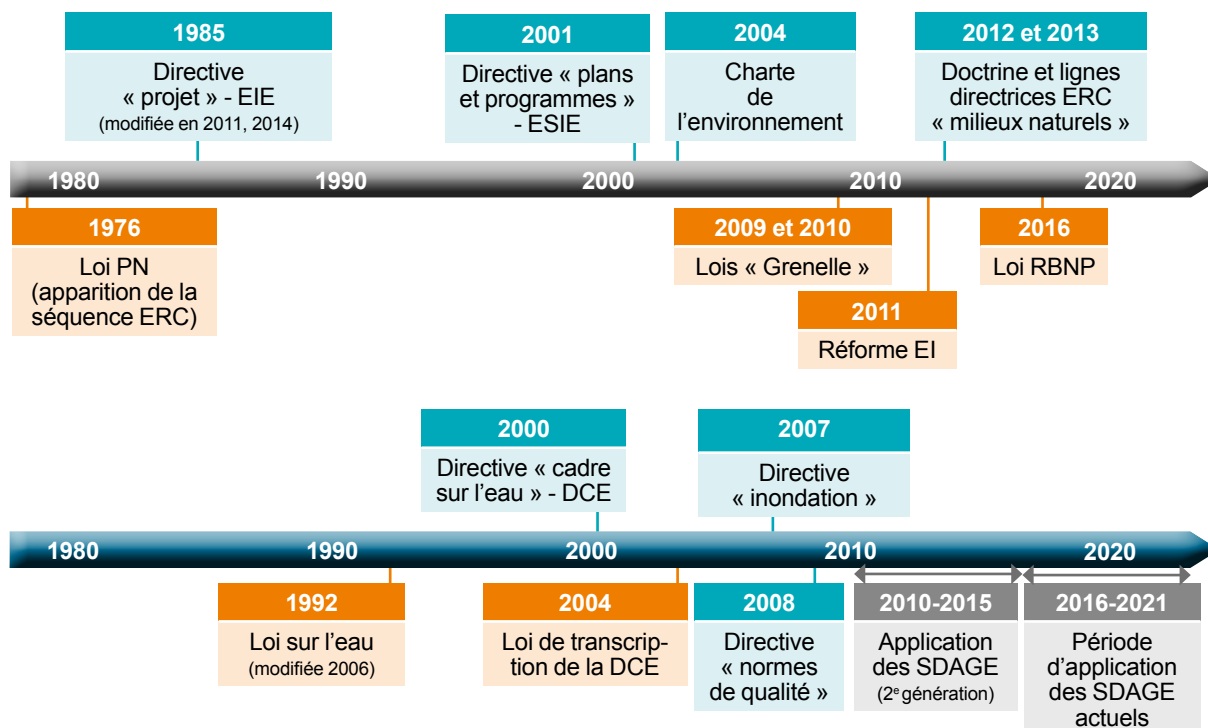 1985
Directive
« projet » - EIE
(modifiée en 2011, 2014)
2001
Directive « plans
et programmes »
- ESIE
2004
Charte
de
l’environnement
2012 et 2013
Doctrine et lignes
directrices ERC
« milieux naturels »
1980 1990 2000 2010 2020
1976
Loi PN
(apparition de la
séquence ERC)
2009 et 2010
Lois « Grenelle »
2011
Réforme EI
2016
Loi RBNP
2000
Directive « cadre
sur l’eau » - DCE
2007
Directive
« inondation »
1980 1990 2000 2010 2020
1992
Loi sur l’eau
(modifiée 2006)
2004
Loi de transcrip-
tion de la DCE
2008
Directive
« normes
de qualité »
2010-2015
Application
des SDAGE
(2e génération)
2016-2021
Période
d’application
des SDAGE
actuels